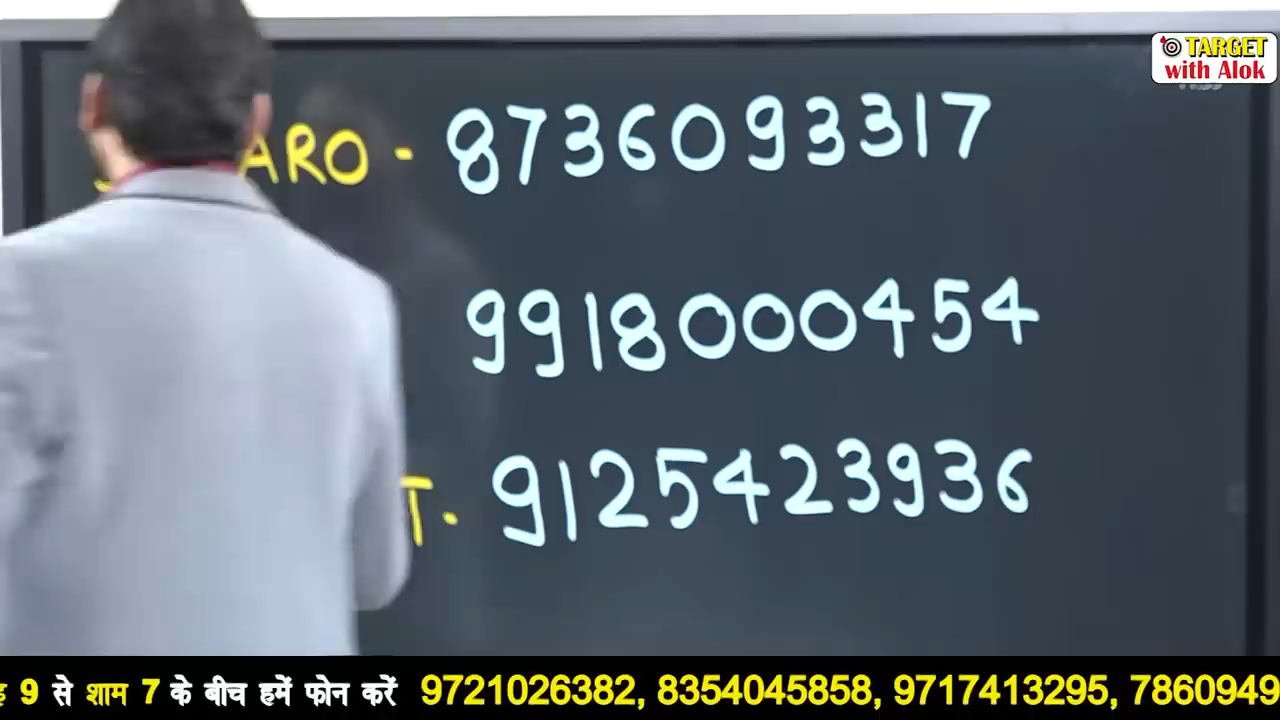 TARGET
with Alok
ARO - 8736093317
9918000454
T. 9125423936
9 से शाम 7 के बीच हमें फोन करें 9721026382, 8354045858, 9717413295, 7860949